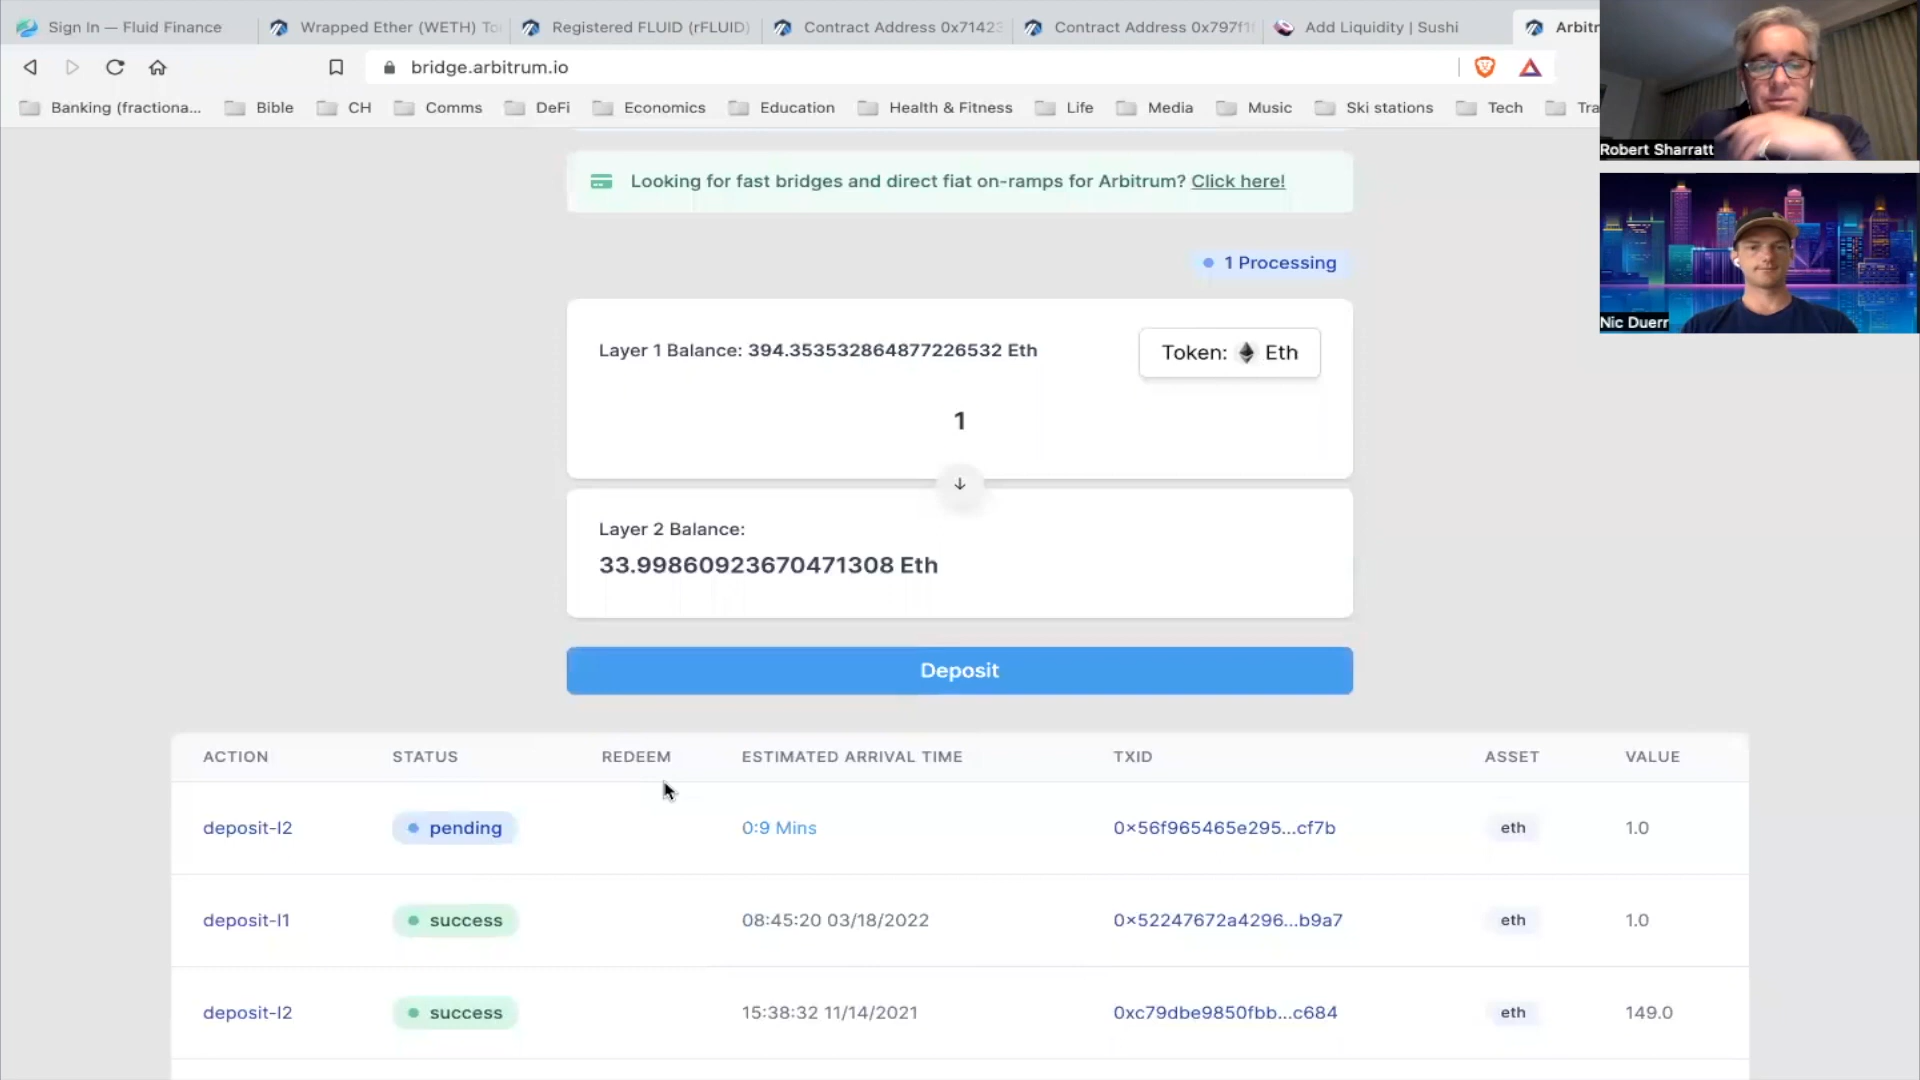 Sign In — Fluid Finance
Wrapped Ether (WETH) To
Registered FLUID (rFLUID)
Contract Address 0x71423
Contract Address 0x797f1
Add Liquidity | Sushi
Arbitr
bridge.arbitrum.io
Banking (fractiona...
Bible
CH
Comms
DeFi
Economics
Education
Health & Fitness
Life
Media
Music
Ski stations
Tech
Tra
Robert Sharratt
Nic Duerr
Looking for fast bridges and direct fiat on-ramps for Arbitrum? Click here!
1 Processing
Layer 1 Balance: 394.353532864877226532 Eth
Token: Eth
1
Layer 2 Balance:
33.99860923670471308 Eth
Deposit
ACTION STATUS REDEEM ESTIMATED ARRIVAL TIME TXID ASSET VALUE
deposit-l2 pending 0:9 Mins 0×56f965465e295...cf7b eth 1.0
deposit-l1 success 08:45:20 03/18/2022 0×52247672a4296...b9a7 eth 1.0
deposit-l2 success 15:38:32 11/14/2021 0xc79dbe9850fbb...c684 eth 149.0